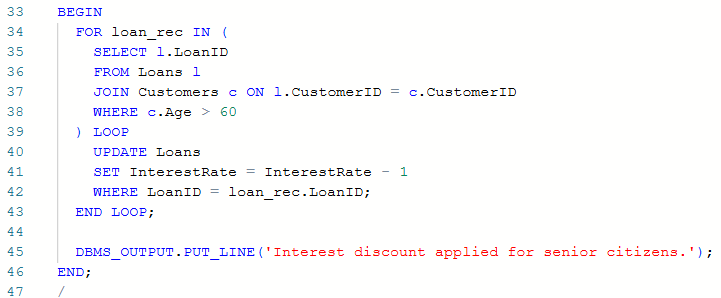 33 BEGIN
34 FOR loan_rec IN (
35 SELECT l.LoanID
36 FROM Loans l
37 JOIN Customers c ON l.CustomerID = c.CustomerID
38 WHERE c.Age > 60
39 ) LOOP
40 UPDATE Loans
41 SET InterestRate = InterestRate - 1
42 WHERE LoanID = loan_rec.LoanID;
43 END LOOP;
44
45 DBMS_OUTPUT.PUT_LINE('Interest discount applied for senior citizens.');
46 END;
47 /